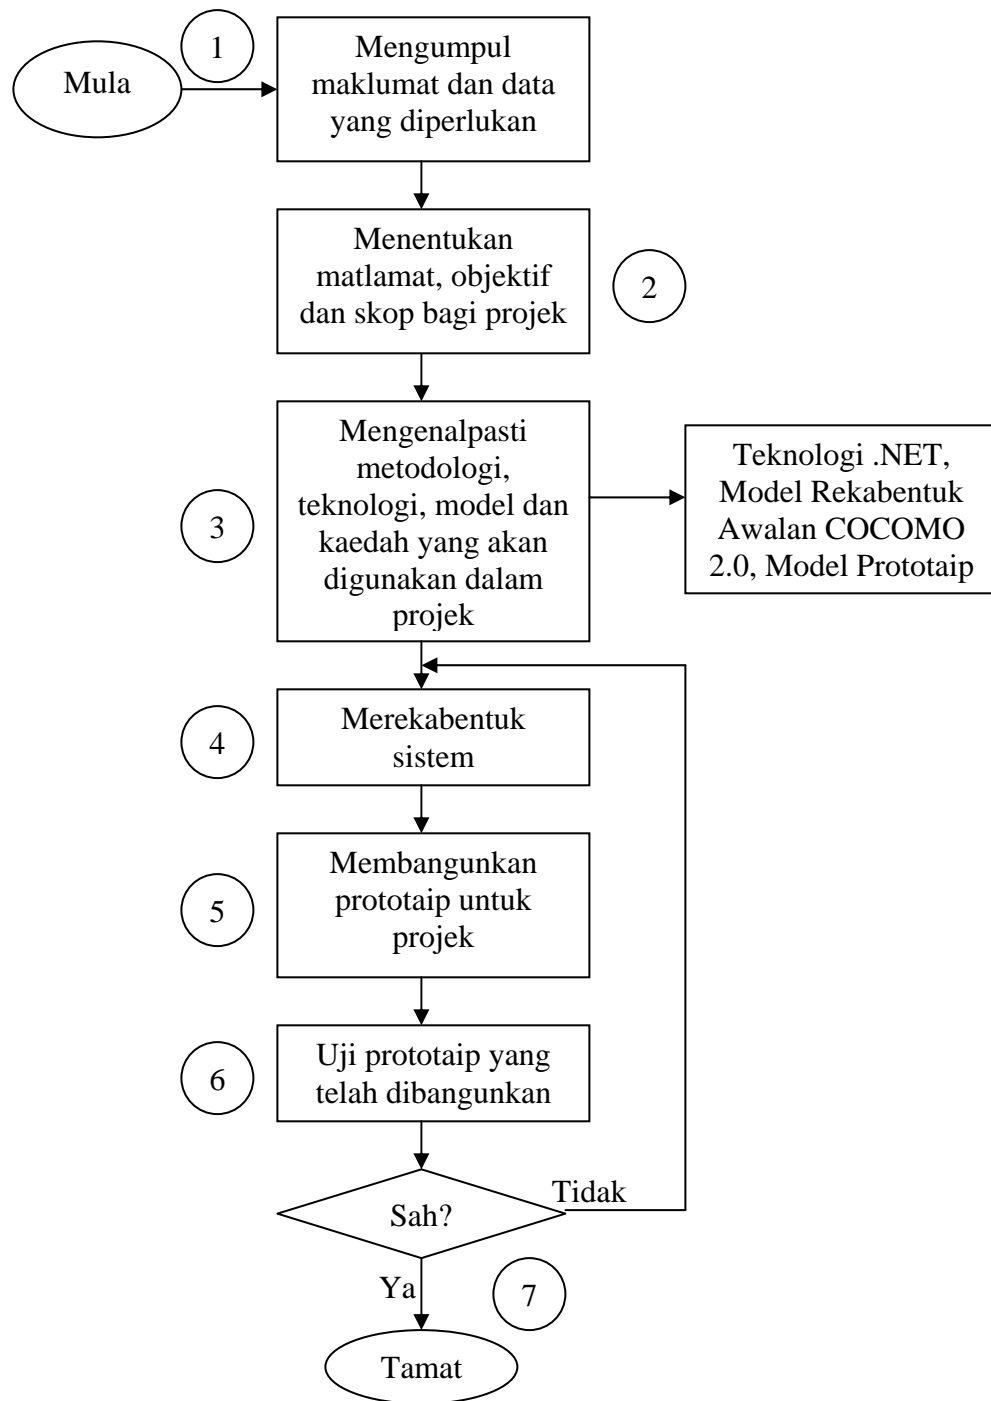 1
Mula
Mengumpul
maklumat dan data
yang diperlukan
Menentukan
matlamat, objektif
dan skop bagi projek
2
3
Mengenalpasti
metodologi,
teknologi, model dan
kaedah yang akan
digunakan dalam
projek
Teknologi .NET,
Model Rekabentuk
Awalan COCOMO
2.0, Model Prototaip
4
Merekabentuk
sistem
5
Membangunkan
prototaip untuk
projek
6
Uji prototaip yang
telah dibangunkan
Sah?
Tidak
Ya
7
Tamat